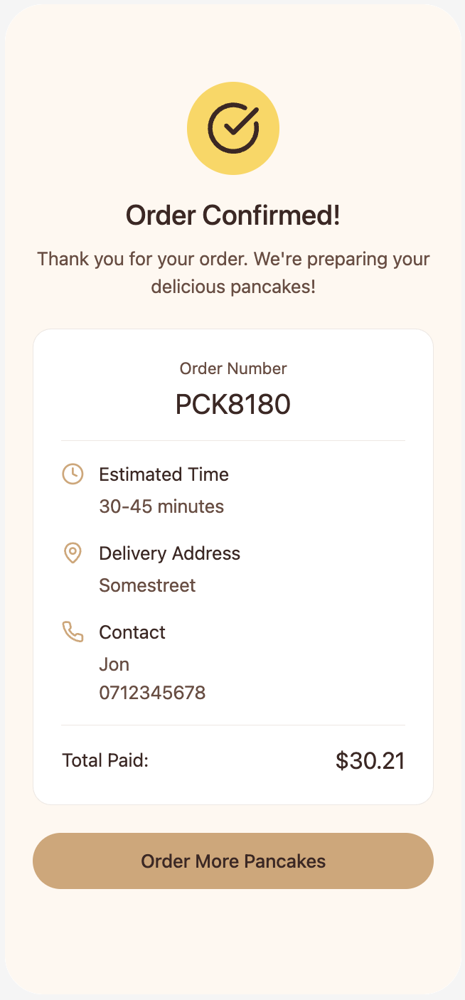 Order Confirmed!
Thank you for your order. We're preparing your
delicious pancakes!
Order Number
PCK8180
Estimated Time
30-45 minutes
Delivery Address
Somestreet
Contact
Jon
0712345678
Total Paid: $30.21
Order More Pancakes